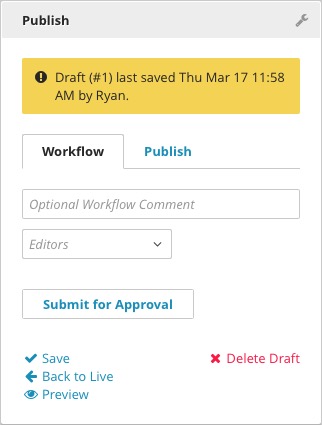 Publish
Draft (#1) last saved Thu Mar 17 11:58
AM by Ryan.
Workflow Publish
Optional Workflow Comment
Editors
Submit for Approval
Save Delete Draft
Back to Live
Preview